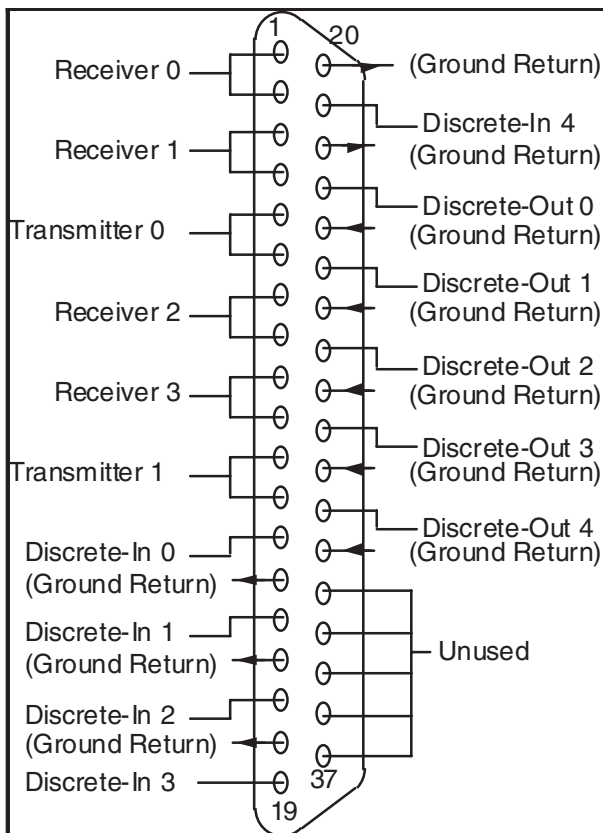 1
20
Receiver 0
(Ground Return)
Receiver 1
Discrete-In 4
(Ground Return)
Transmitter 0
Discrete-Out 0
(Ground Return)
Receiver 2
Discrete-Out 1
(Ground Return)
Receiver 3
Discrete-Out 2
(Ground Return)
Transmitter 1
Discrete-Out 3
(Ground Return)
Discrete-In 0
(Ground Return)
Discrete-Out 4
(Ground Return)
Discrete-In 1
(Ground Return)
Unused
Discrete-In 2
(Ground Return)
Discrete-In 3
37
19